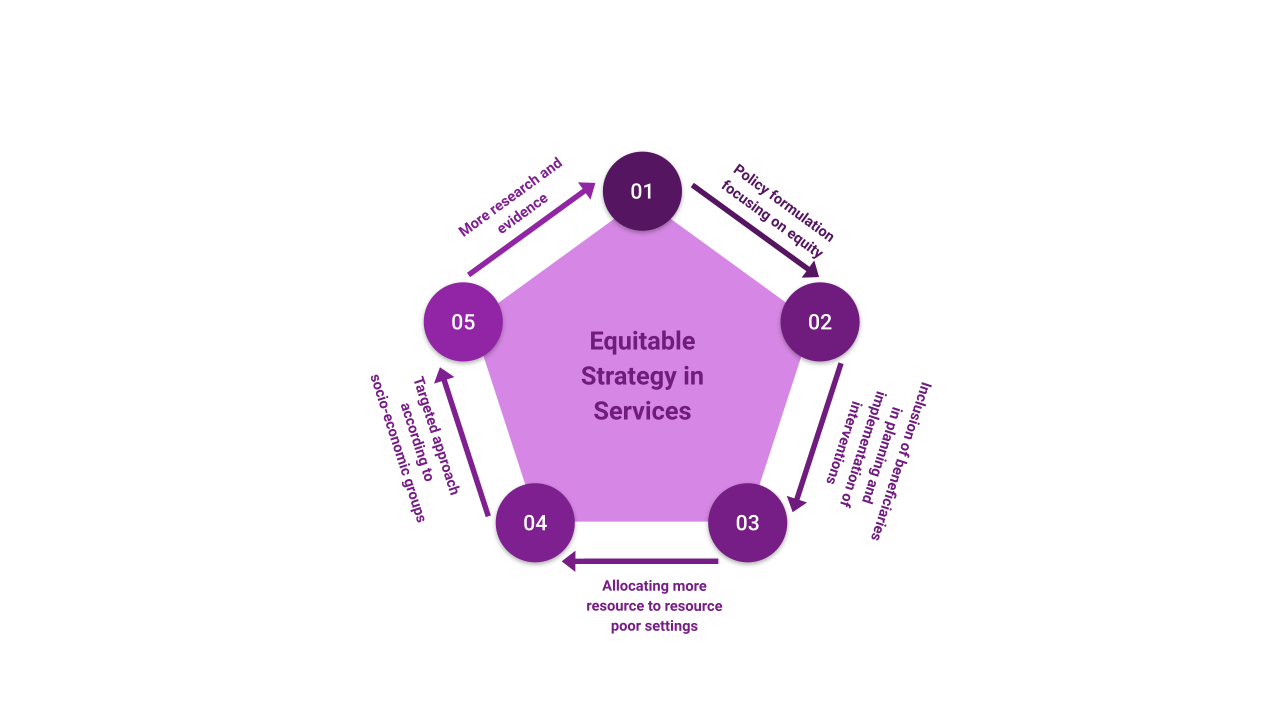 01
Policy formulation
focusing on equity
02
Inclusion of beneficiaries
in planning and
implementation of
interventions
03
Allocating more
resource to resource
poor settings
04
Targeted approach
according to
socio-economic groups
05
More research and
evidence
Equitable
Strategy in
Services